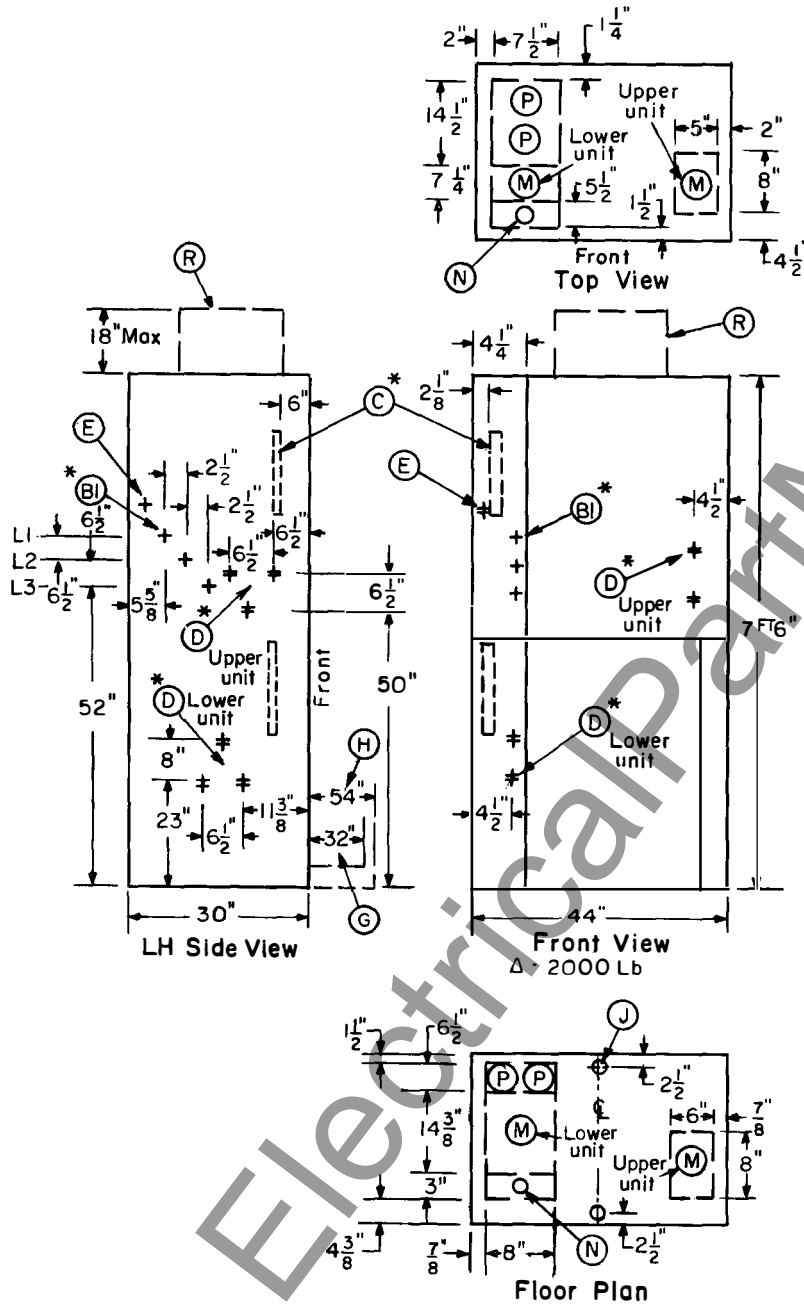 1 1/4"
2" 7 1/2"
14 1/2"
7 1/4"
P
P
M
Lower unit
Upper unit
5"
2"
M
8"
5 1/2"
1 1/2"
4 1/2"
N
Front
Top View
R
18" Max
6"
C *
E
* B1
2 1/2"
2 1/2"
6 1/2"
L1
L2
L3
6 1/2"
6 1/2"
6 1/2"
6 1/2"
5 5/8"
* D
Upper unit
Front
52"
50"
* D
Lower unit
8"
23"
6 1/2"
11 3/8"
H
54"
32"
G
30"
LH Side View
R
4 1/4"
2 1/8"
E
B1 *
4 1/2"
D *
Upper unit
7 FT 6"
D *
Lower unit
4 1/2"
44"
Front View
Δ - 2000 Lb
J
1 1/2"
6 1/2"
P P
2 1/2"
℄
14 3/8"
M
Lower unit
6"
7/8"
8"
Upper unit
M
3"
4 3/8"
7/8"
8"
N
2 1/2"
Floor Plan
ElectricalPart